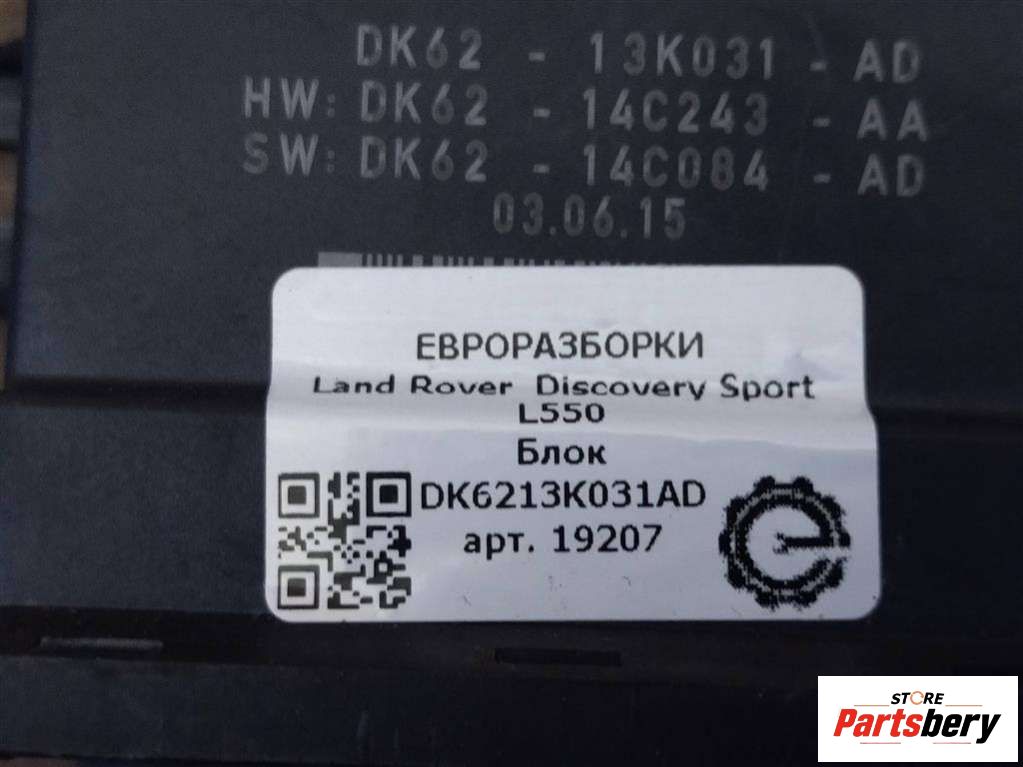 DK62 - 13K031 - AD
HW: DK62 - 14C243 - AA
SW: DK62 - 14C084 - AD
03.06.15
ЕВРОРАЗБОРКИ
Land Rover Discovery Sport
L550
Блок
DK6213K031AD
арт. 19207
STORE
Partsbery